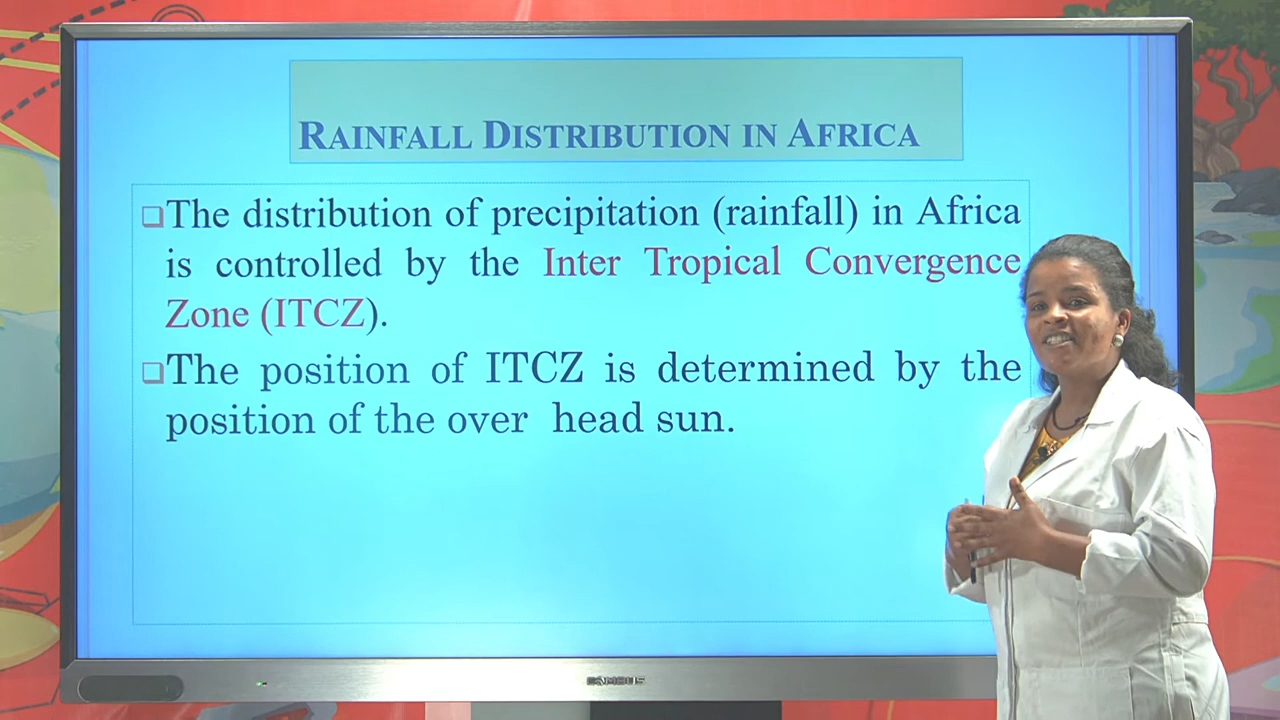 RAINFALL DISTRIBUTION IN AFRICA
The distribution of precipitation (rainfall) in Africa
is controlled by the Inter Tropical Convergence
Zone (ITCZ).
The position of ITCZ is determined by the
position of the over head sun.